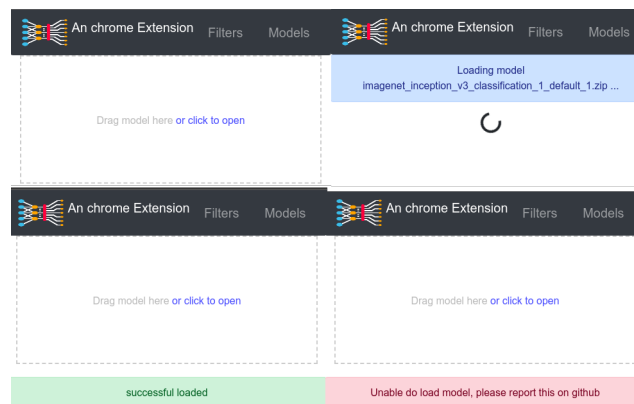 An chrome Extension Filters Models
Drag model here or click to open
An chrome Extension Filters Models
Loading model
imagenet_inception_v3_classification_1_default_1.zip ...
An chrome Extension Filters Models
Drag model here or click to open
successful loaded
An chrome Extension Filters Models
Drag model here or click to open
Unable do load model, please report this on github